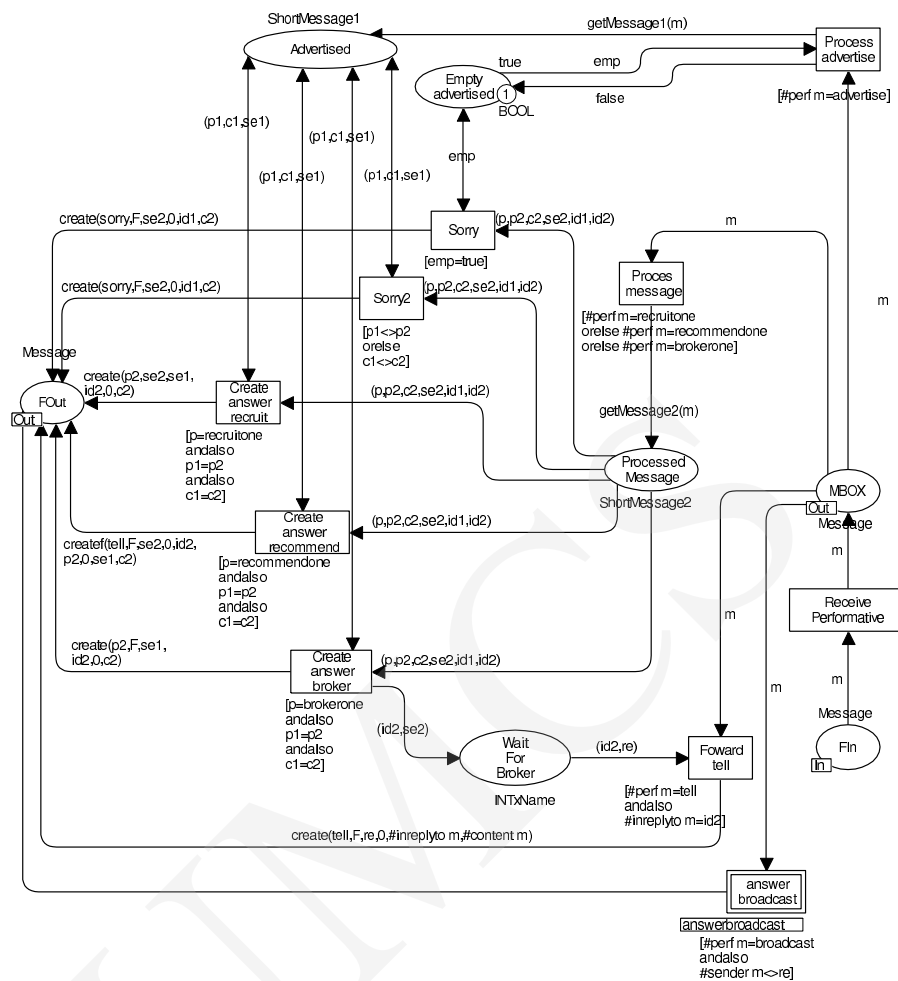 ShortMessage1
Advertised
getMessage1(m)
Process
advertise
[#perf m=advertise]
true
emp
false
Empty
advertised
1
BOOL
(p1,c1,se1)
(p1,c1,se1)
(p1,c1,se1)
(p1,c1,se1)
emp
create(sorry,F,se2,0,id1,c2)
Sorry
[emp=true]
(p,p2,c2,se2,id1,id2)
m
Proces
message
[#perf m=recruitone
orelse #perf m=recommendone
orelse #perf m=brokerone]
m
create(sorry,F,se2,0,id1,c2)
Sorry2
(p,p2,c2,se2,id1,id2)
[p1<>p2
orelse
c1<>c2]
Message
FOut
Out
create(p2,se2,se1,
id2,0,c2)
Create
answer
recruit
(p,p2,c2,se2,id1,id2)
[p=recruitone
andalso
p1=p2
andalso
c1=c2]
getMessage2(m)
Processed
Message
ShortMessage2
MBOX
Out
Message
createf(tell,F,se2,0,id2,
p2,0,se1,c2)
Create
answer
recommend
(p,p2,c2,se2,id1,id2)
[p=recommendone
andalso
p1=p2
andalso
c1=c2]
m
Receive
Performative
m
m
m
create(p2,F,se1,
id2,0,c2)
Create
answer
broker
(p,p2,c2,se2,id1,id2)
[p=brokerone
andalso
p1=p2
andalso
c1=c2]
(id2,se2)
Wait
For
Broker
INTxName
(id2,re)
Foward
tell
[#perf m=tell
andalso
#inreplyto m=id2]
Message
FIn
In
create(tell,F,re,0,#inreplyto m,#content m)
answer
broadcast
answerbroadcast
[#perf m=broadcast
andalso
#sender m<>re]
UMCS